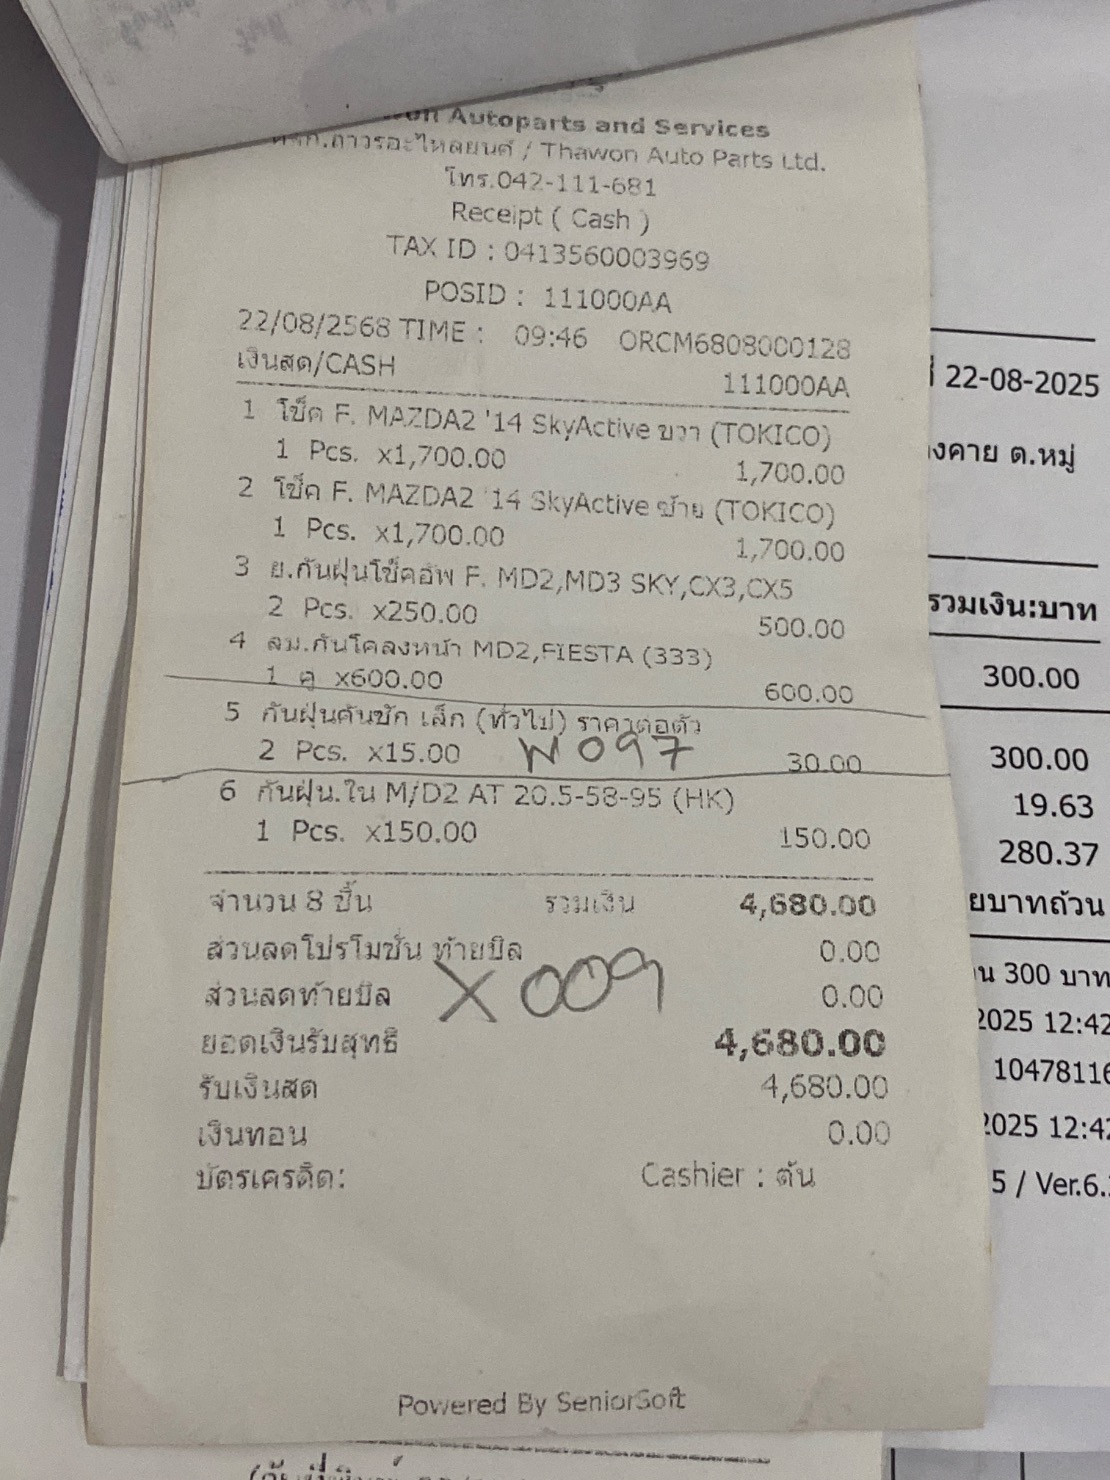 Autoparts and Services
หจก.ถาวรอะไหล่ยนต์ / Thawon Auto Parts Ltd.
โทร.042-111-681
Receipt ( Cash )
TAX ID : 0413560003969
POSID : 111000AA
22/08/2568 TIME : 09:46 ORCM6808000128
เงินสด/CASH 111000AA
1 โช็ค F. MAZDA2 '14 SkyActive ขวา (TOKICO)
1 Pcs. x1,700.00 1,700.00
2 โช็ค F. MAZDA2 '14 SkyActive ซ้าย (TOKICO)
1 Pcs. x1,700.00 1,700.00
3 ย.กันฝุ่นโช็คอัพ F. MD2,MD3 SKY,CX3,CX5
2 Pcs. x250.00 500.00
4 ลม.กันโคลงหน้า MD2,FIESTA (333)
1 คู่ x600.00 600.00
5 กันฝุ่นคันชัก เล็ก (ทั่วไป) ราคาต่อตัว
2 Pcs. x15.00 30.00
พ 097
6 กันฝุ่น.ใน M/D2 AT 20.5-58-95 (HK)
1 Pcs. x150.00 150.00
จำนวน 8 ชิ้น รวมเงิน 4,680.00
ส่วนลดโปรโมชั่น ท้ายบิล 0.00
ส่วนลดท้ายบิล 0.00
X 009
ยอดเงินรับสุทธิ 4,680.00
รับเงินสด 4,680.00
เงินทอน 0.00
บัตรเครดิต: Cashier : ต้น
Powered By SeniorSoft
22-08-2025
งคาย ต.หมู่
รวมเงิน:บาท
300.00
300.00
19.63
280.37
ยบาทถ้วน
น 300 บาท
2025 12:42
10478116
2025 12:42
5 / Ver.6.